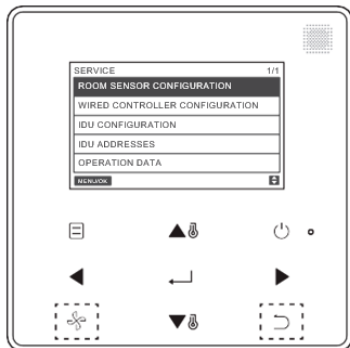 SERVICE 1/1
ROOM SENSOR CONFIGURATION
WIRED CONTROLLER CONFIGURATION
IDU CONFIGURATION
IDU ADDRESSES
OPERATION DATA
MENU/OK